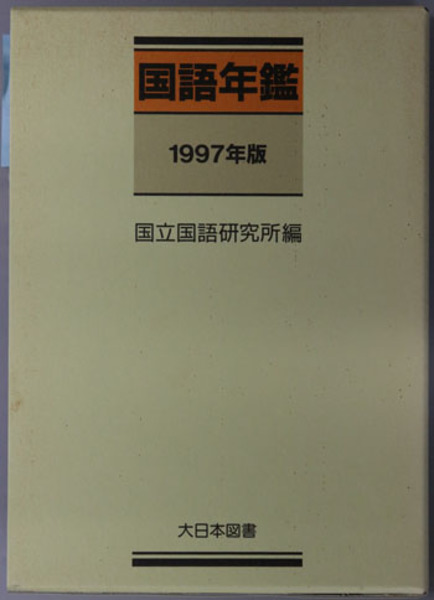 国語年鑑
1997年版
国立国語研究所編
大日本図書